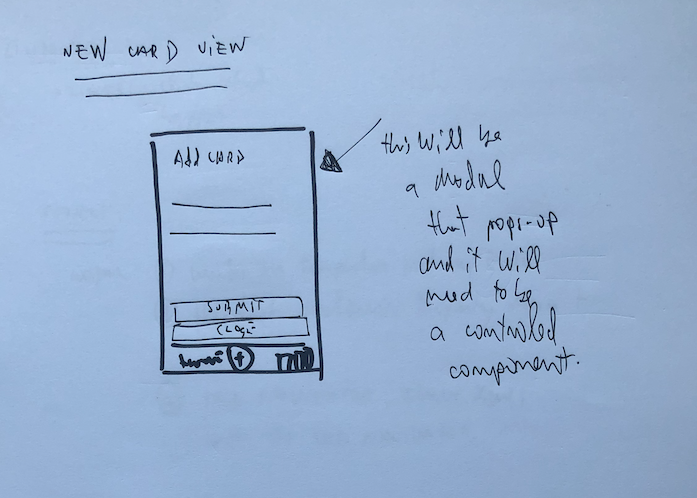 NEW CARD VIEW
Add CARD
SUBMIT
CLOSE
+
this will be
a modal
that pops-up
and it will
need to be
a controled
component.